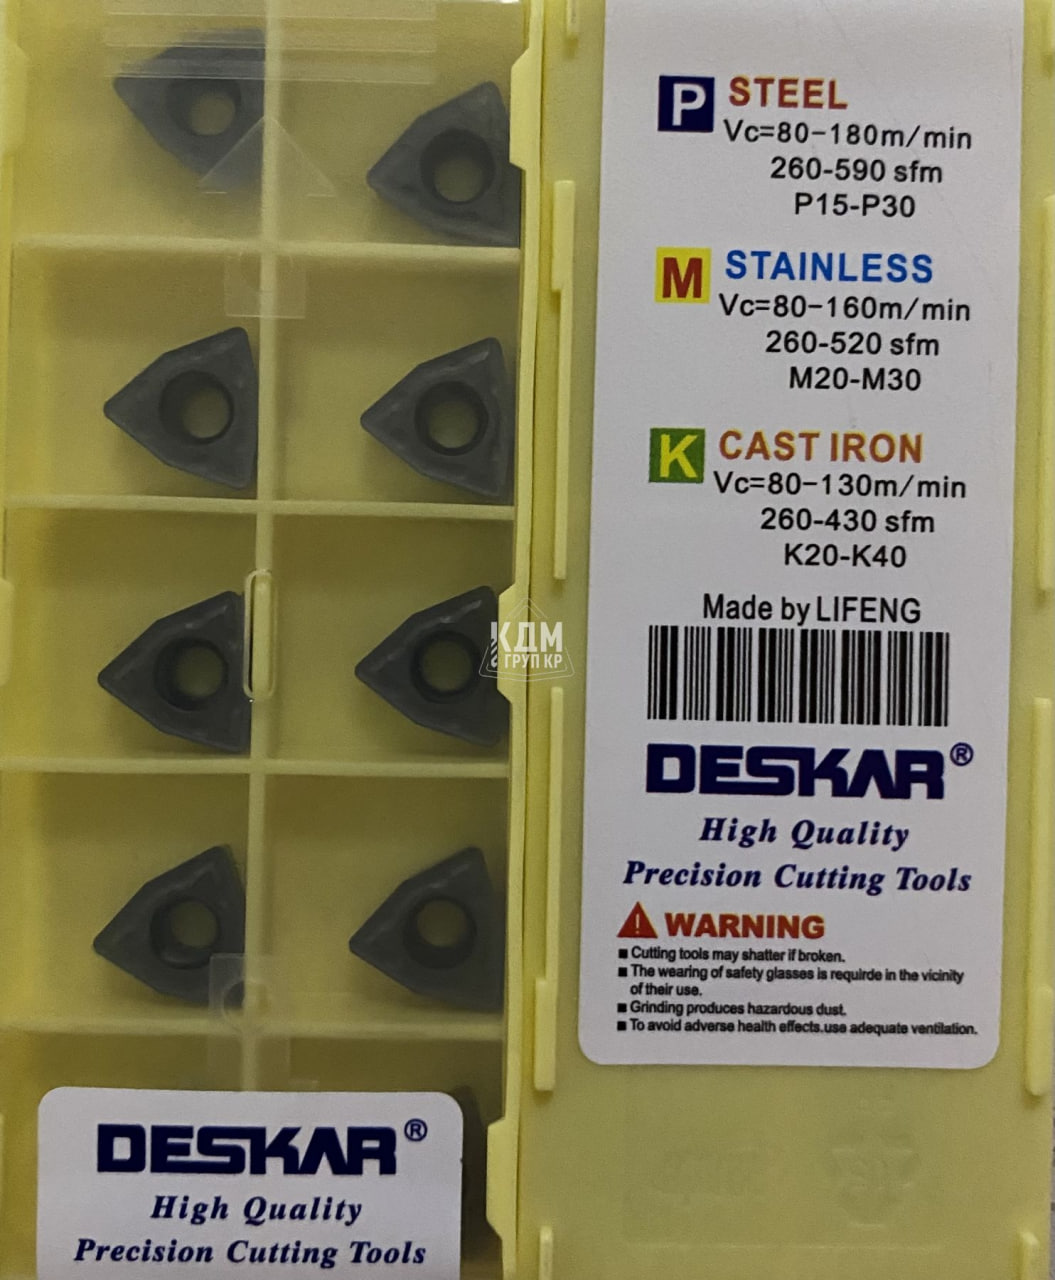 P STEEL
Vc=80-180m/min
260-590 sfm
P15-P30
M STAINLESS
Vc=80-160m/min
260-520 sfm
M20-M30
K CAST IRON
Vc=80-130m/min
260-430 sfm
K20-K40
Made by LIFENG
КДМ
ГРУП КР
DESKAR®
High Quality
Precision Cutting Tools
WARNING
■ Cutting tools may shatter if broken.
■ The wearing of safety glasses is requirde in the vicinity
of their use.
■ Grinding produces hazardous dust.
■ To avoid adverse health effects.use adequate ventilation.
DESKAR®
High Quality
Precision Cutting Tools